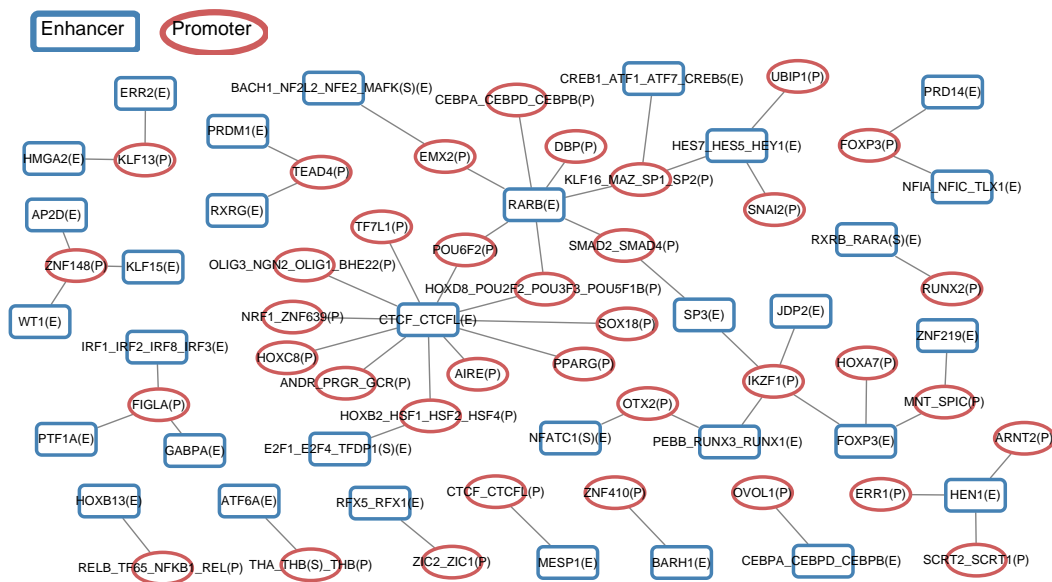 Enhancer
Promoter
ERR2(E)
BACH1_NF2L2_NFE2_MAFK(S)(E)
CEBPA_CEBPD_CEBPB(P)
CREB1_ATF1_ATF7_CREB5(E)
UBIP1(P)
PRD14(E)
PRDM1(E)
HMGA2(E)
KLF13(P)
EMX2(P)
DBP(P)
HES7_HES5_HEY1(E)
FOXP3(P)
TEAD4(P)
KLF16_MAZ_SP1_SP2(P)
NFIA_NFIC_TLX1(E)
RXRG(E)
RARB(E)
SNAI2(P)
AP2D(E)
TF7L1(P)
POU6F2(P)
SMAD2_SMAD4(P)
RXRB_RARA(S)(E)
ZNF148(P)
KLF15(E)
OLIG3_NGN2_OLIG1_BHE22(P)
HOXD8_POU2F2_POU3F3_POU5F1B(P)
RUNX2(P)
WT1(E)
NRF1_ZNF639(P)
CTCF_CTCFL(E)
SOX18(P)
SP3(E)
JDP2(E)
ZNF219(E)
IRF1_IRF2_IRF8_IRF3(E)
HOXC8(P)
PPARG(P)
HOXA7(P)
ANDR_PRGR_GCR(P)
AIRE(P)
IKZF1(P)
FIGLA(P)
HOXB2_HSF1_HSF2_HSF4(P)
OTX2(P)
MNT_SPIC(P)
PTF1A(E)
GABPA(E)
E2F1_E2F4_TFDP1(S)(E)
NFATC1(S)(E)
PEBB_RUNX3_RUNX1(E)
FOXP3(E)
ARNT2(P)
HOXB13(E)
ATF6A(E)
RFX5_RFX1(E)
CTCF_CTCFL(P)
ZNF410(P)
OVOL1(P)
ERR1(P)
HEN1(E)
RELB_TF65_NFKB1_REL(P)
THA_THB(S)_THB(P)
ZIC2_ZIC1(P)
MESP1(E)
BARH1(E)
CEBPA_CEBPD_CEBPB(E)
SCRT2_SCRT1(P)